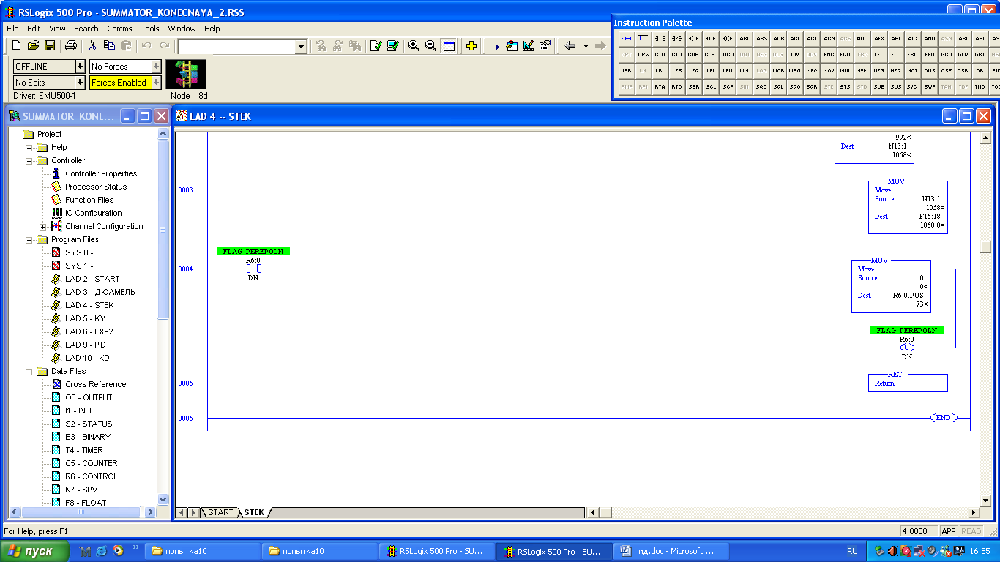 RSLogix 500 Pro - SUMMATOR_KONECNAYA_2.RSS
File Edit View Search Comms Tools Window Help
Instruction Palette
ABL ABS ACB ACI ACL ACN ACS ADD AEX AHL AIC AND ASN ARD ARL
CPT CPW CTU CTD COP CLR DCD DDT DEG DLG DIV DDV ENC EQU FBC FFL FLL FRD FFU GCD GEQ GRT
JSR LN LBL LES LEQ LFL LFU LIM LOG MCR MSG MEQ MOV MUL MVM NEG NEQ NOT ONS OSF OSR OR PID
RMP RPI RTA RTO SBR SCL SCP SIN SQC SQL SQO SQR STE STS STD SUB SUS SVC SWP TAN TDF TND
OFFLINE No Forces
No Edits Forces Enabled
Driver: EMU500-1 Node : 8d
SUMMATOR_KONE...
Project
Help
Controller
Controller Properties
Processor Status
Function Files
IO Configuration
Channel Configuration
Program Files
SYS 0 -
SYS 1 -
LAD 2 - START
LAD 3 - ДЮАМЕЛЬ
LAD 4 - STEK
LAD 5 - KY
LAD 6 - EXP2
LAD 9 - PID
LAD 10 - KD
Data Files
Cross Reference
O0 - OUTPUT
I1 - INPUT
S2 - STATUS
B3 - BINARY
T4 - TIMER
C5 - COUNTER
R6 - CONTROL
N7 - SPV
F8 - FLOAT
LAD 4 -- STEK
992<
Dest N13:1
1058<
0003
MOV
Move
Source N13:1
1058<
Dest F16:18
1058.0<
FLAG_PEREPOLN
R6:0
DN
0004
MOV
Move
Source 0
0<
Dest R6:0.POS
73<
FLAG_PEREPOLN
R6:0
U
DN
0005
RET
Return
0006
END
START STEK
For Help, press F1
4:0000 APP READ
пуск
попытка10
попытка10
RSLogix 500 Pro - SU...
RSLogix 500 Pro - SU...
пид.doc - Microsoft ...
RL
16:55